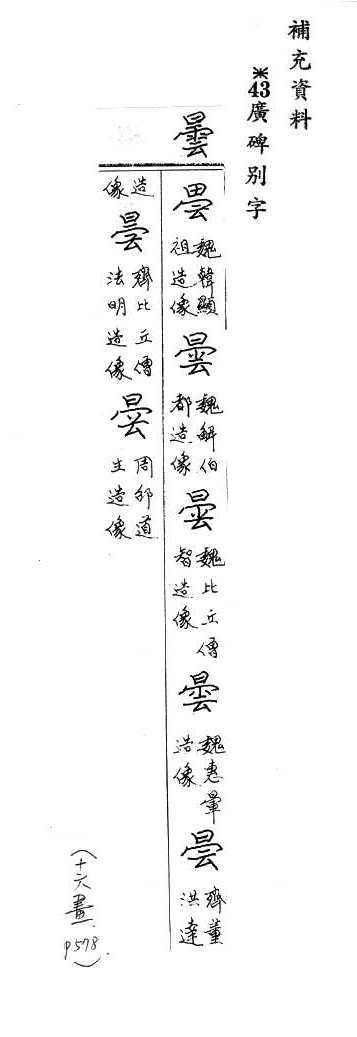 補充資料
※43廣碑別字
曇
曇 魏韓顯祖造像 曇 魏解伯都造像 曇 魏比丘僧智造像 曇 魏惠暈造像 曇 齊董洪達
造像 曇 齊比丘僧法明造像 曇 周邠道生造像
(十六畫. P578.)